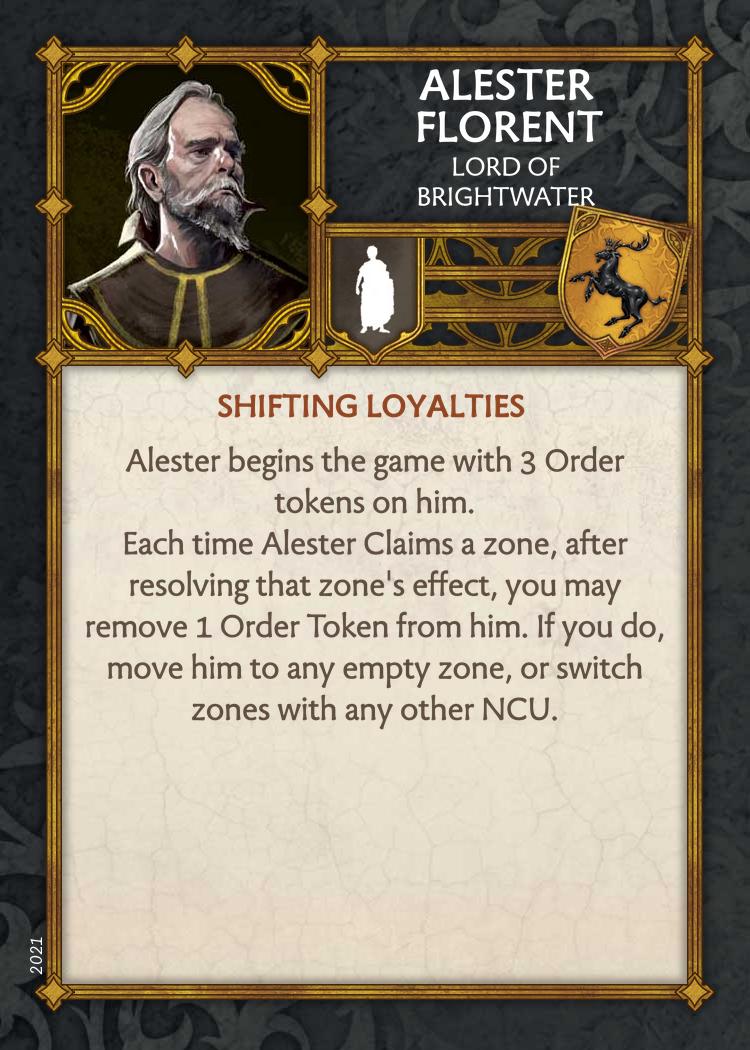 ALESTER
FLORENT
LORD OF
BRIGHTWATER
SHIFTING LOYALTIES
Alester begins the game with 3 Order
tokens on him.
Each time Alester Claims a zone, after
resolving that zone's effect, you may
remove 1 Order Token from him. If you do,
move him to any empty zone, or switch
zones with any other NCU.
2021